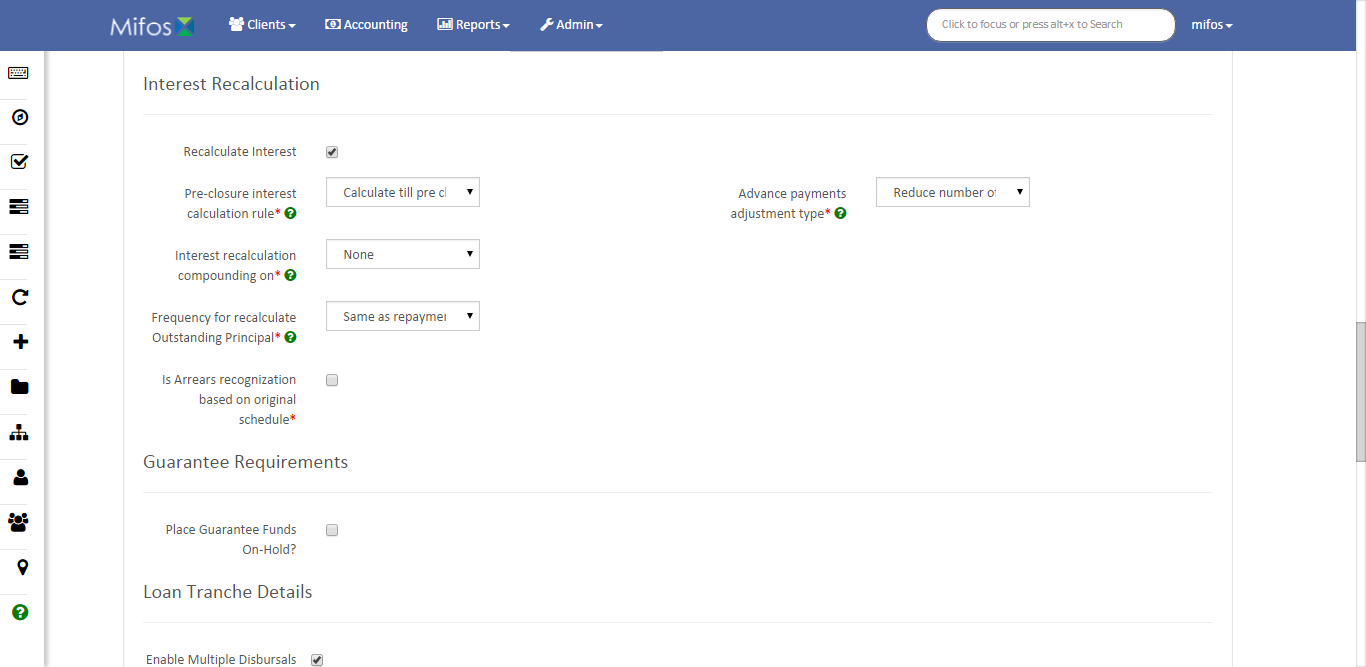 Mifos Clients Accounting Reports Admin Click to focus or press alt+x to Search mifos
Interest Recalculation
Recalculate Interest
Pre-closure interest
calculation rule*
Calculate till pre cl
Advance payments
adjustment type*
Reduce number of
Interest recalculation
compounding on*
None
Frequency for recalculate
Outstanding Principal*
Same as repaymen
Is Arrears recognization
based on original
schedule*
Guarantee Requirements
Place Guarantee Funds
On-Hold?
Loan Tranche Details
Enable Multiple Disbursals